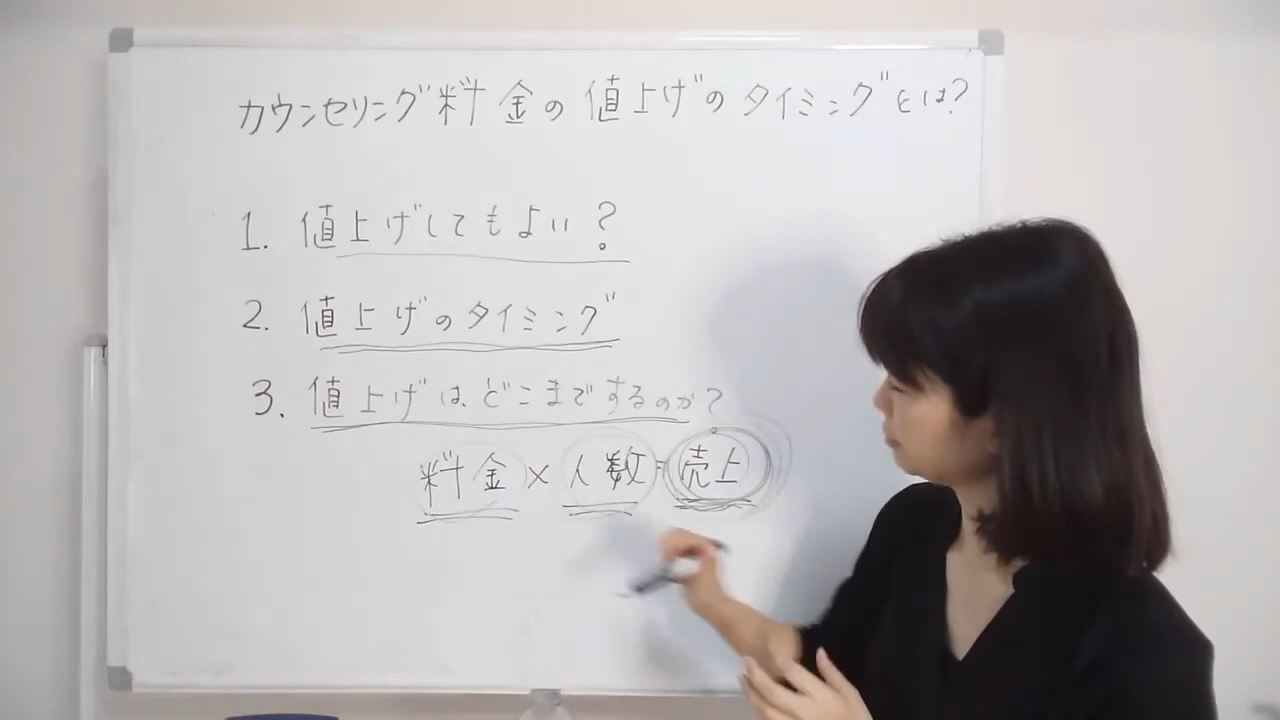 カウンセリング料金の値上げのタイミングとは?
1. 値上げしてもよい?
2. 値上げのタイミング
3. 値上げはどこまでするのか?
料金×人数=売上